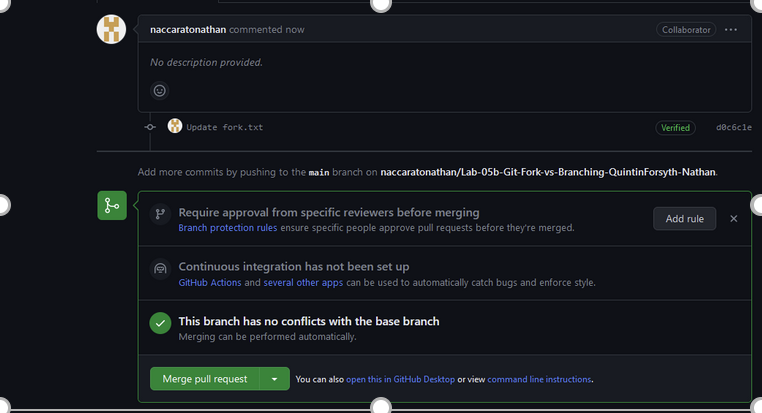 naccaratonathan commented now
Collaborator
No description provided.
Update fork.txt
Verified
d0c6c1e
Add more commits by pushing to the main branch on naccaratonathan/Lab-05b-Git-Fork-vs-Branching-QuintinForsyth-Nathan.
Require approval from specific reviewers before merging
Branch protection rules ensure specific people approve pull requests before they're merged.
Add rule
Continuous integration has not been set up
GitHub Actions and several other apps can be used to automatically catch bugs and enforce style.
This branch has no conflicts with the base branch
Merging can be performed automatically.
Merge pull request
You can also open this in GitHub Desktop or view command line instructions.